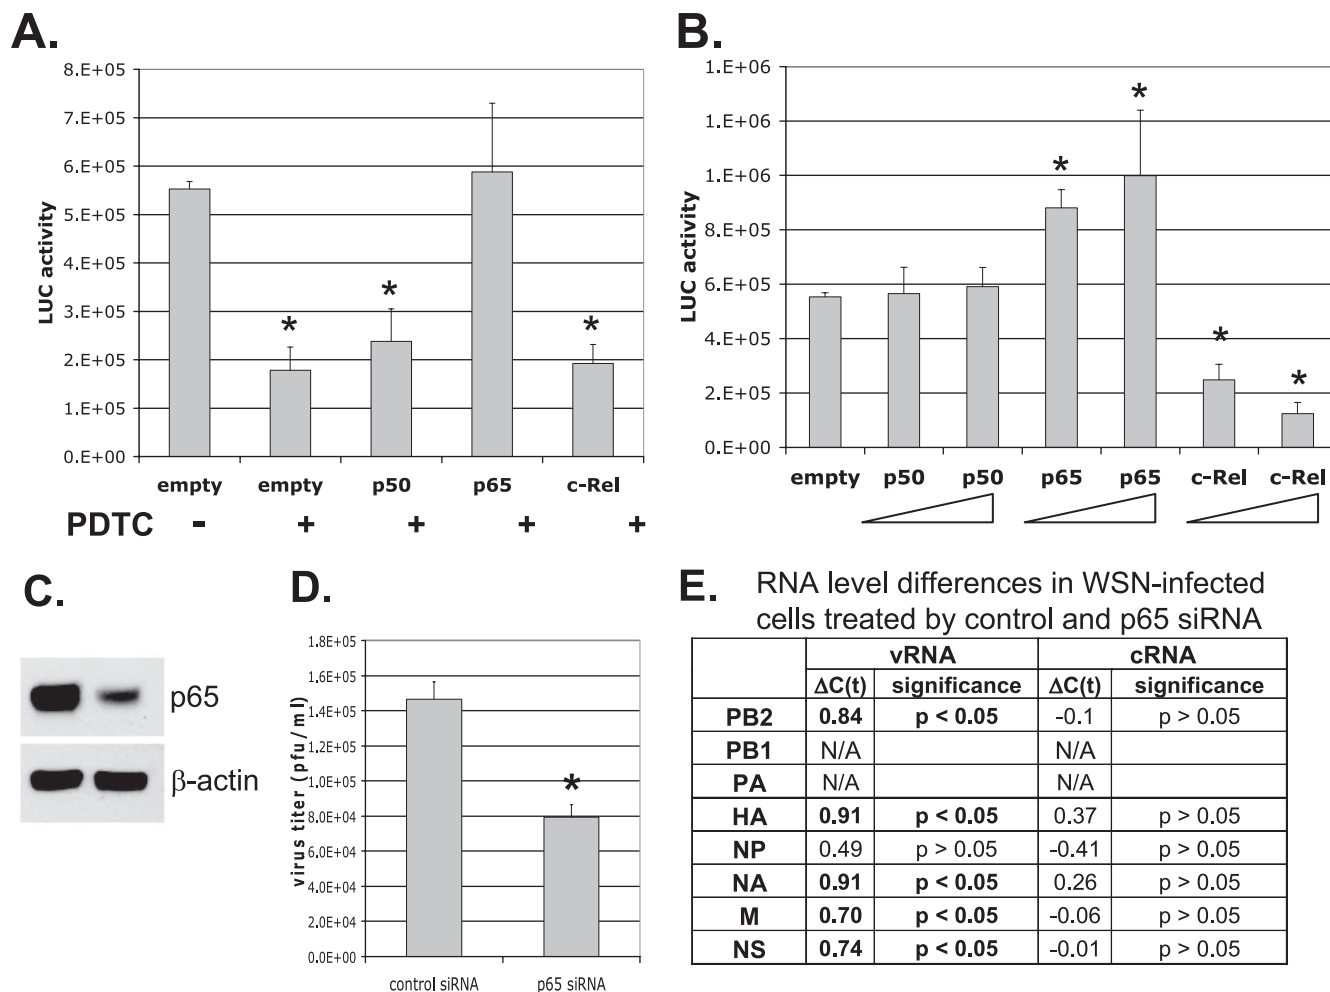 A.
8.E+05
7.E+05
6.E+05
5.E+05
4.E+05
3.E+05
2.E+05
1.E+05
0.E+00
LUC activity
*
*
*
empty empty p50 p65 c-Rel
PDTC - + + + +
B.
1.E+06
1.E+06
1.E+06
8.E+05
6.E+05
4.E+05
2.E+05
0.E+00
LUC activity
*
*
*
*
empty p50 p50 p65 p65 c-Rel c-Rel
C.
p65
β-actin
D.
1.8E+05
1.6E+05
1.4E+05
1.2E+05
1.0E+05
8.0E+04
6.0E+04
4.0E+04
2.0E+04
0.0E+00
virus titer (pfu/ml)
*
control siRNA p65 siRNA
E. RNA level differences in WSN-infected
cells treated by control and p65 siRNA
vRNA cRNA
ΔC(t) significance ΔC(t) significance
PB2 0.84 p < 0.05 -0.1 p > 0.05
PB1 N/A N/A
PA N/A N/A
HA 0.91 p < 0.05 0.37 p > 0.05
NP 0.49 p > 0.05 -0.41 p > 0.05
NA 0.91 p < 0.05 0.26 p > 0.05
M 0.70 p < 0.05 -0.06 p > 0.05
NS 0.74 p < 0.05 -0.01 p > 0.05